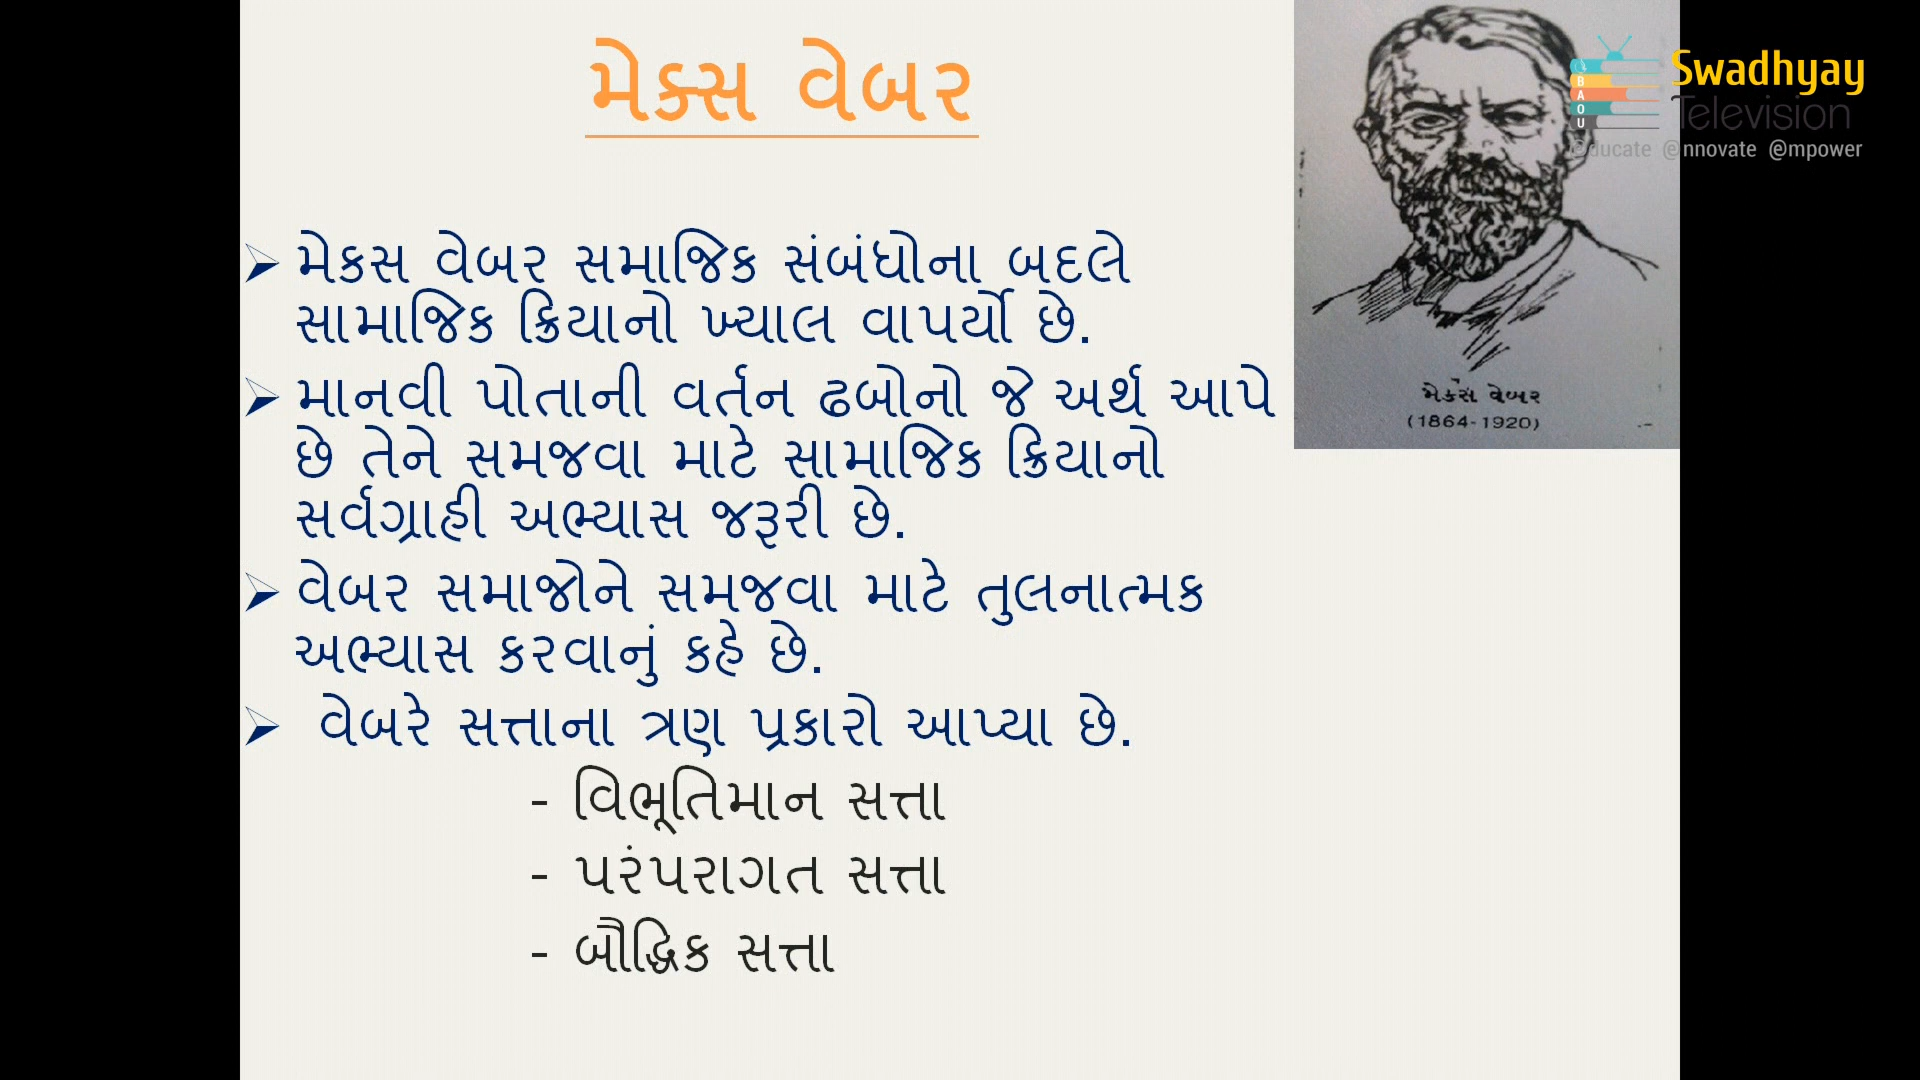 મેક્સ વેબર
Swadhyay
Television
@ducate @nnovate @mpower
B
A
O
U
મેકસ વેબર
(1864-1920)
➢ મેકસ વેબર સમાજિક સંબંધોના બદલે
સામાજિક ક્રિયાનો ખ્યાલ વાપર્યો છે.
➢ માનવી પોતાની વર્તન ઢબોનો જે અર્થ આપે
છે તેને સમજવા માટે સામાજિક ક્રિયાનો
સર્વગ્રાહી અભ્યાસ જરૂરી છે.
➢ વેબર સમાજોને સમજવા માટે તુલનાત્મક
અભ્યાસ કરવાનું કહે છે.
➢ વેબરે સત્તાના ત્રણ પ્રકારો આપ્યા છે.
- વિભૂતિમાન સત્તા
- પરંપરાગત સત્તા
- બૌદ્ધિક સત્તા